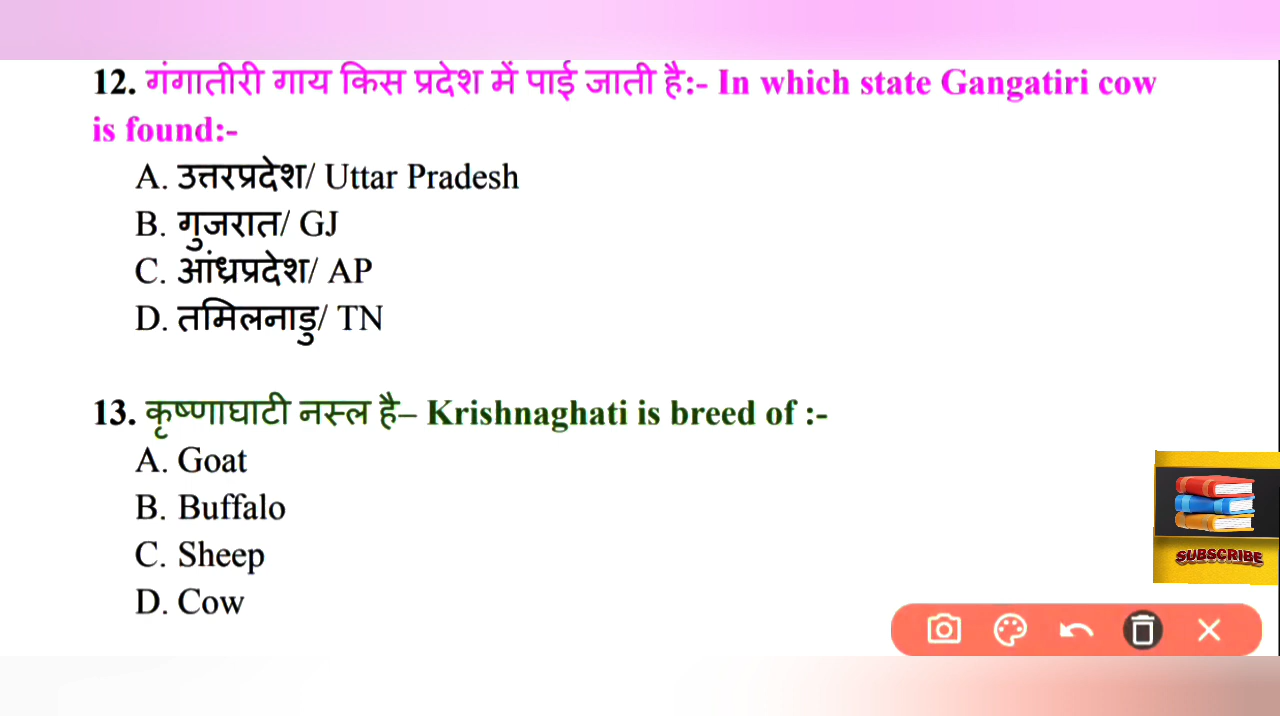 12. गंगातीरी गाय किस प्रदेश में पाई जाती है:- In which state Gangatiri cow
is found:-
A. उत्तरप्रदेश/ Uttar Pradesh
B. गुजरात/ GJ
C. आंध्रप्रदेश/ AP
D. तमिलनाडु/ TN
13. कृष्णाघाटी नस्ल है– Krishnaghati is breed of :-
A. Goat
B. Buffalo
C. Sheep
D. Cow
SUBSCRIBE